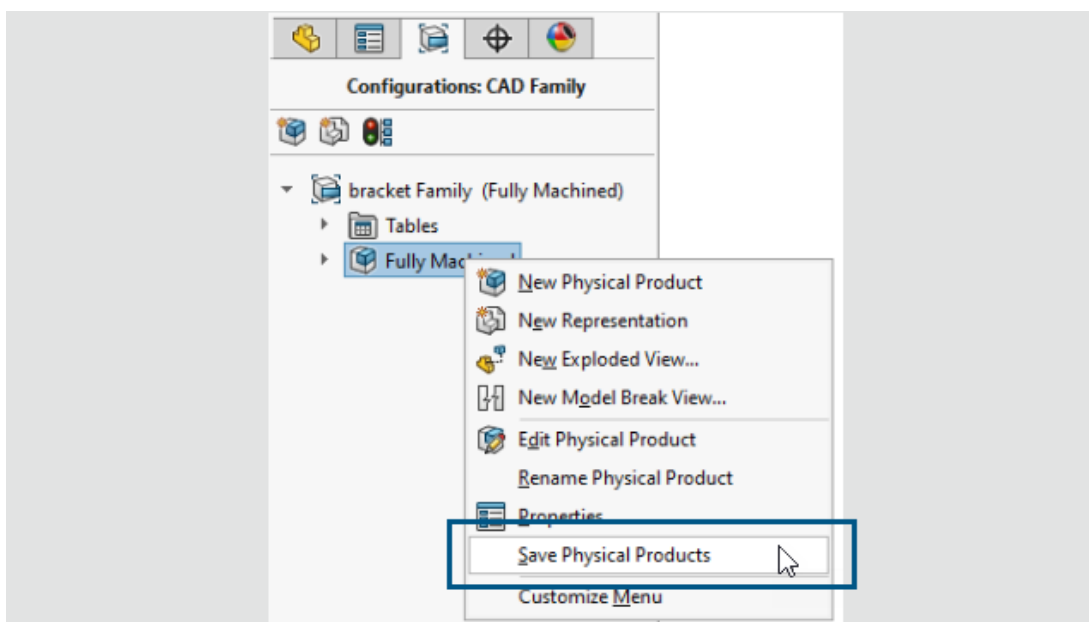 Configurations: CAD Family
bracket Family (Fully Machined)
Tables
Fully
New Physical Product
New Representation
New Exploded View...
New Model Break View...
Edit Physical Product
Rename Physical Product
Properties
Save Physical Products
Customize Menu